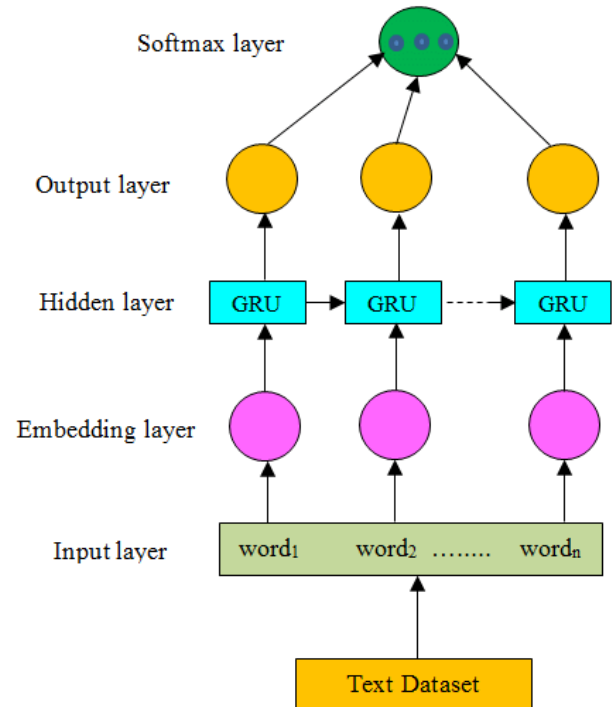 Softmax layer
Output layer
Hidden layer GRU GRU GRU
Embedding layer
Input layer word₁ word₂ …..... wordₙ
Text Dataset